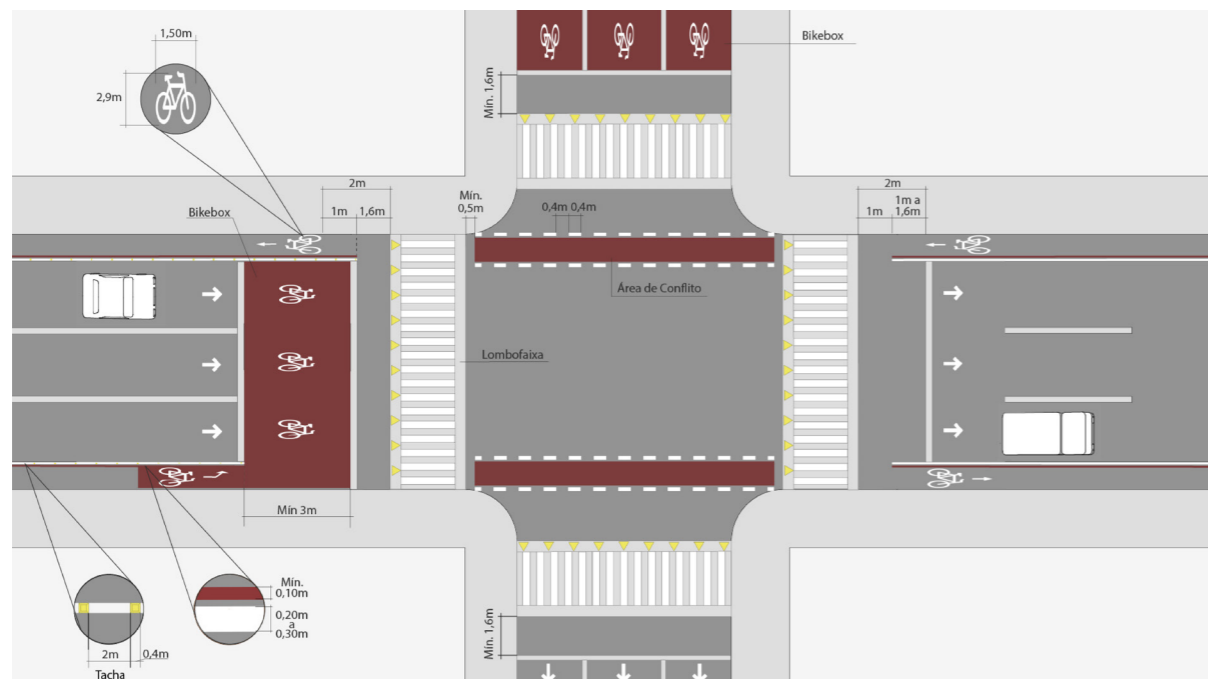 1,50m
2,9m
Bikebox
Mín. 1,6m
2m
1m
1,6m
Bikebox
Mín.
0,5m
0,4m
0,4m
2m
1m
1m a
1,6m
Área de Conflito
Lombofaixa
Mín 3m
Mín. 1,6m
Mín.
0,10m
0,20m
a
0,30m
2m
0,4m
Tacha